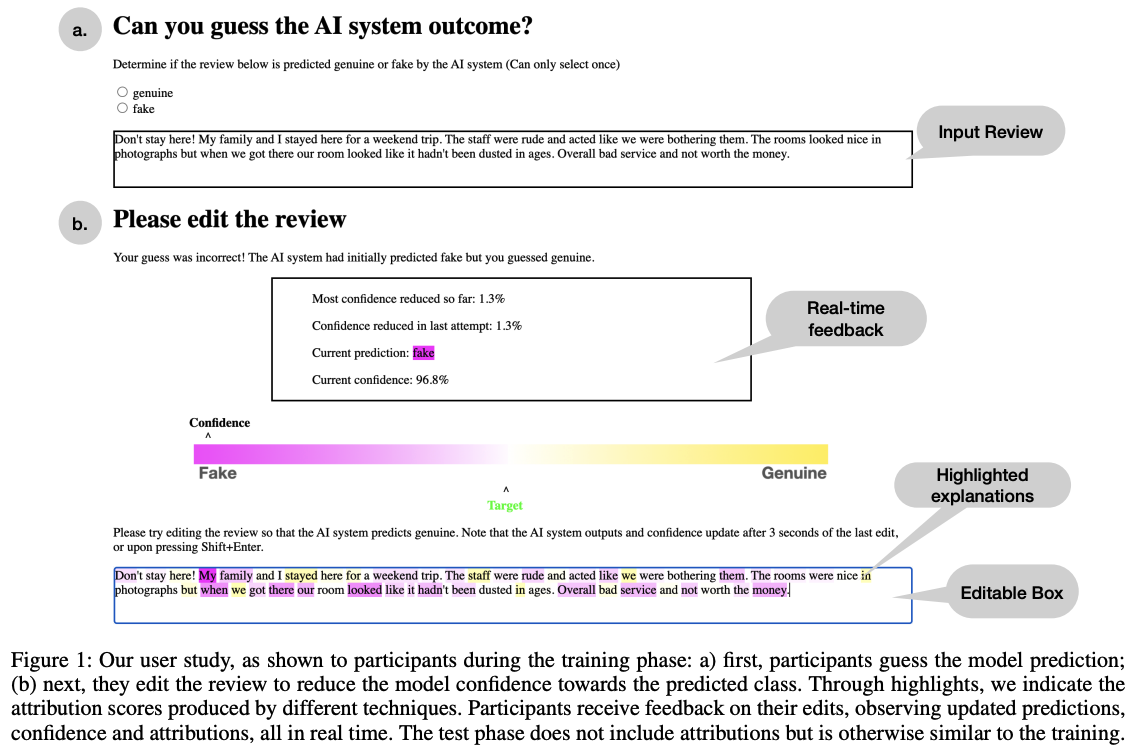 a.
Can you guess the AI system outcome?
Determine if the review below is predicted genuine or fake by the AI system (Can only select once)
genuine
fake
Don't stay here! My family and I stayed here for a weekend trip. The staff were rude and acted like we were bothering them. The rooms looked nice in
photographs but when we got there our room looked like it hadn't been dusted in ages. Overall bad service and not worth the money.
Input Review
b.
Please edit the review
Your guess was incorrect! The AI system had initially predicted fake but you guessed genuine.
Most confidence reduced so far: 1.3%
Confidence reduced in last attempt: 1.3%
Current prediction: fake
Current confidence: 96.8%
Real-time
feedback
Confidence
^
Fake
Genuine
^
Target
Highlighted
explanations
Please try editing the review so that the AI system predicts genuine. Note that the AI system outputs and confidence update after 3 seconds of the last edit,
or upon pressing Shift+Enter.
Don't stay here! My family and I stayed here for a weekend trip. The staff were rude and acted like we were bothering them. The rooms were nice in
photographs but when we got there our room looked like it hadn't been dusted in ages. Overall bad service and not worth the money.
Editable Box
Figure 1: Our user study, as shown to participants during the training phase: a) first, participants guess the model prediction;
(b) next, they edit the review to reduce the model confidence towards the predicted class. Through highlights, we indicate the
attribution scores produced by different techniques. Participants receive feedback on their edits, observing updated predictions,
confidence and attributions, all in real time. The test phase does not include attributions but is otherwise similar to the training.